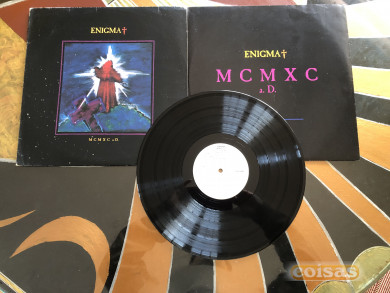 ENIGMA†
MCMXC a.D.
ENIGMA†
MCMXC
a.D.
coisas